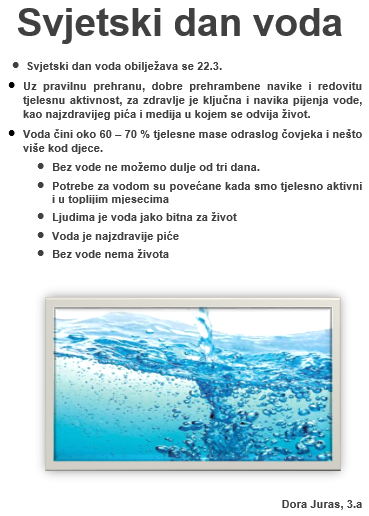 Svjetski dan voda
Svjetski dan voda obilježava se 22.3.
Uz pravilnu prehranu, dobre prehrambene navike i redovitu
tjelesnu aktivnost, za zdravlje je ključna i navika pijenja vode,
kao najzdravijeg pića i medija u kojem se odvija život.
Voda čini oko 60 – 70 % tjelesne mase odraslog čovjeka i nešto
više kod djece.
Bez vode ne možemo dulje od tri dana.
Potrebe za vodom su povećane kada smo tjelesno aktivni
i u toplijim mjesecima
Ljudima je voda jako bitna za život
Voda je najzdravije piće
Bez vode nema života
Dora Juras, 3.a